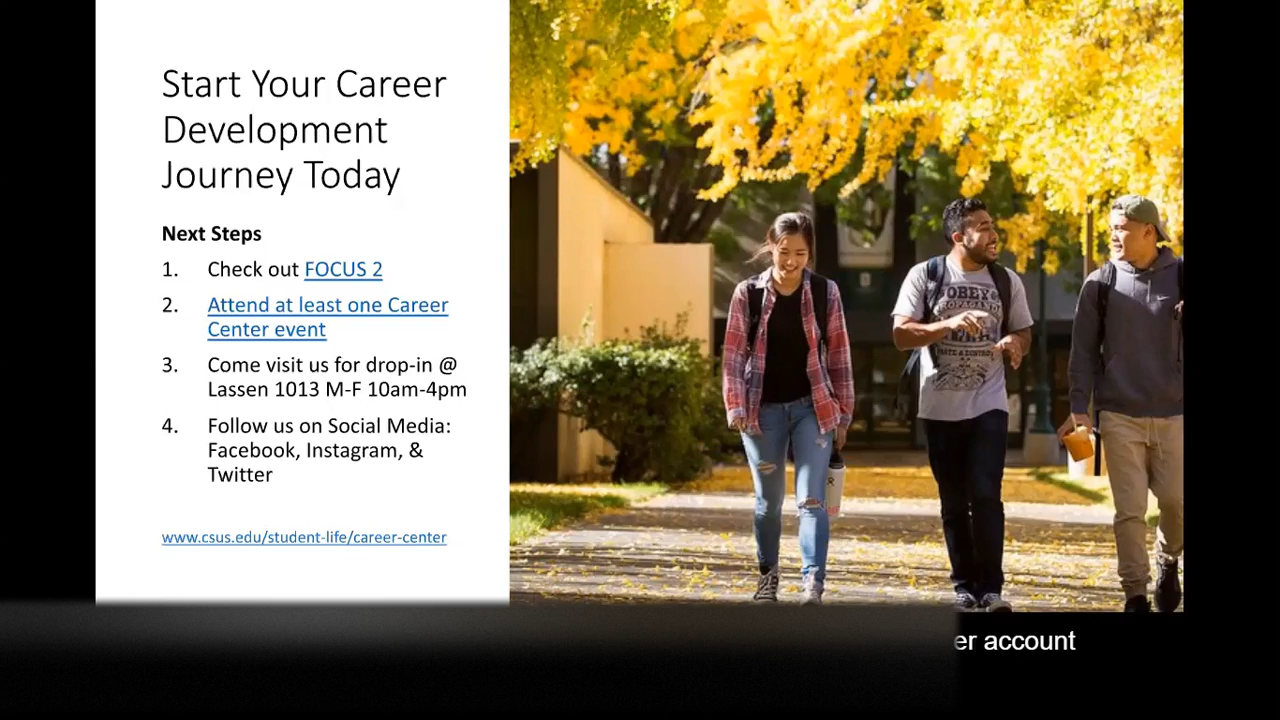 Start Your Career
Development
Journey Today
Next Steps
1. Check out FOCUS 2
2. Attend at least one Career
Center event
3. Come visit us for drop-in @
Lassen 1013 M-F 10am-4pm
4. Follow us on Social Media:
Facebook, Instagram, &
Twitter
www.csus.edu/student-life/career-center
OBEY
PROPAGANDA
account